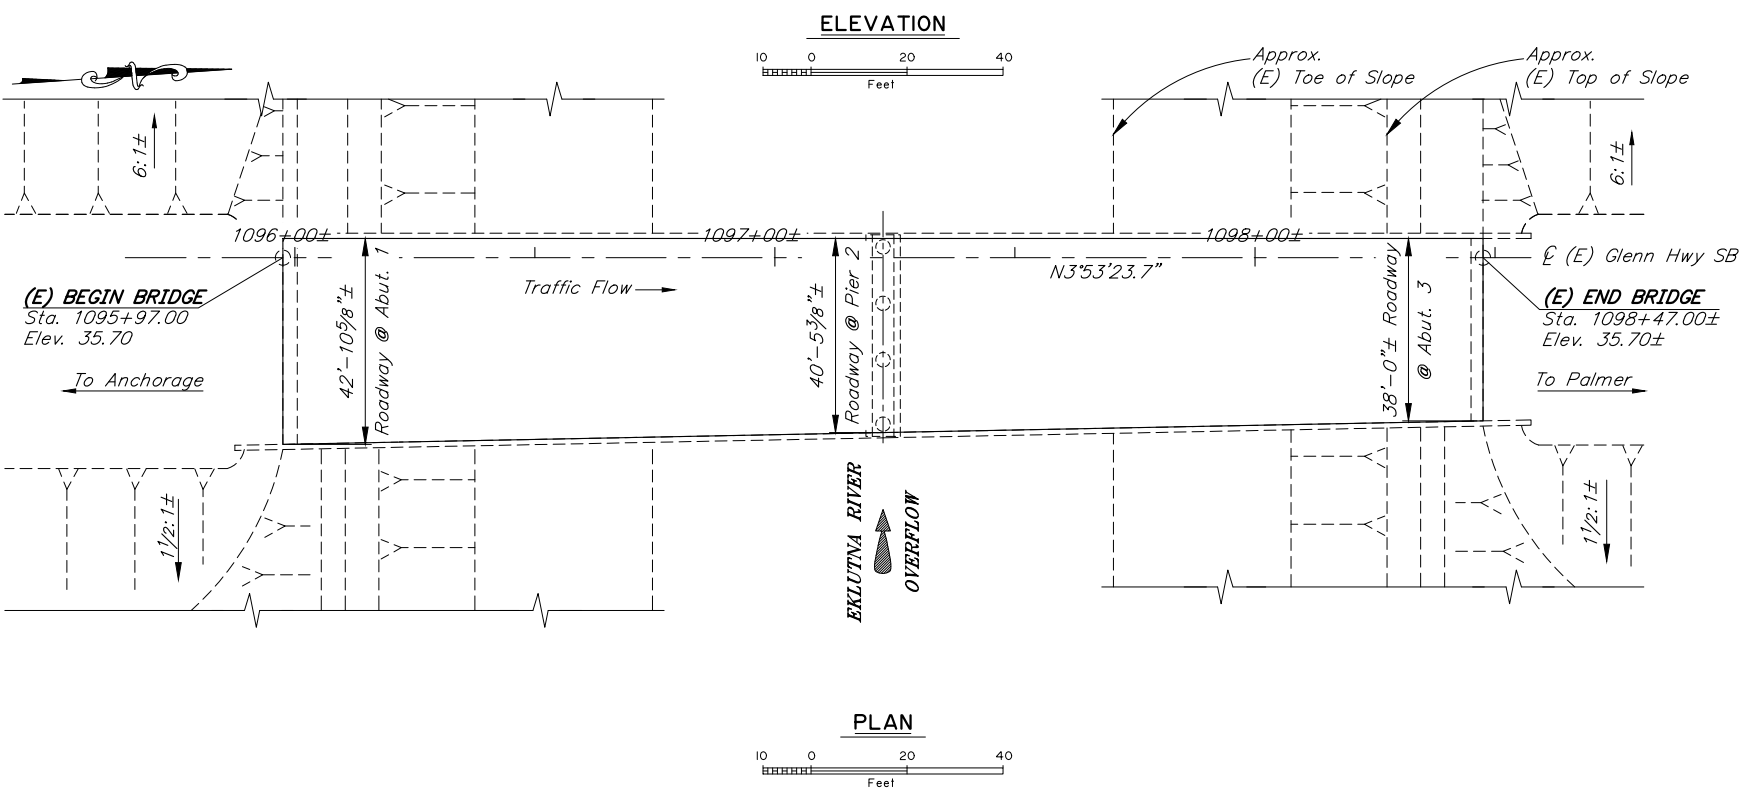 ELEVATION
10 0 20 40
Feet
Approx.
(E) Toe of Slope
Approx.
(E) Top of Slope
6:1±
6:1±
1096+00±
1097+00±
1098+00±
N3°53'23.7"
℄ (E) Glenn Hwy SB
Traffic Flow
(E) BEGIN BRIDGE
Sta. 1095+97.00
Elev. 35.70
(E) END BRIDGE
Sta. 1098+47.00±
Elev. 35.70±
To Anchorage
To Palmer
42'-10⅝"±
Roadway @ Abut. 1
40'-5⅜"±
Roadway @ Pier 2
38'-0"± Roadway
@ Abut. 3
1½:1±
1½:1±
EKLUTNA RIVER
OVERFLOW
PLAN
10 0 20 40
Feet